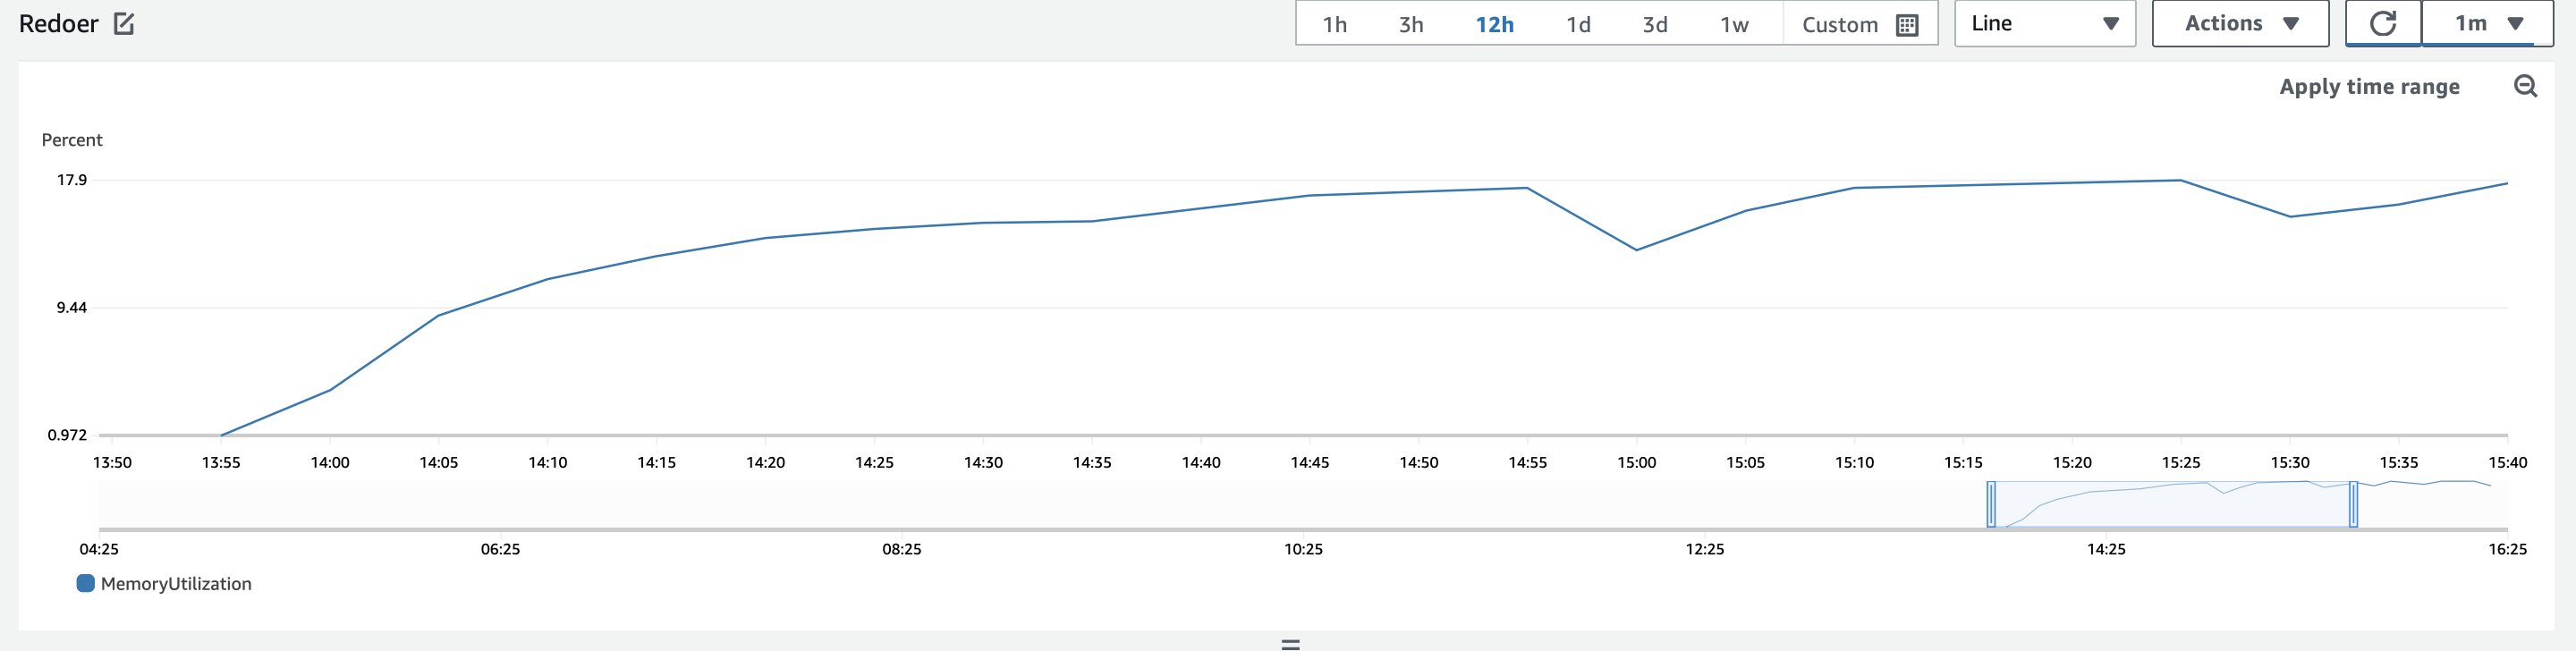 Redoer
1h 3h 12h 1d 3d 1w Custom Line Actions 1m
Apply time range
Percent
17.9
9.44
0.972
13:50 13:55 14:00 14:05 14:10 14:15 14:20 14:25 14:30 14:35 14:40 14:45 14:50 14:55 15:00 15:05 15:10 15:15 15:20 15:25 15:30 15:35 15:40
04:25 06:25 08:25 10:25 12:25 14:25 16:25
MemoryUtilization